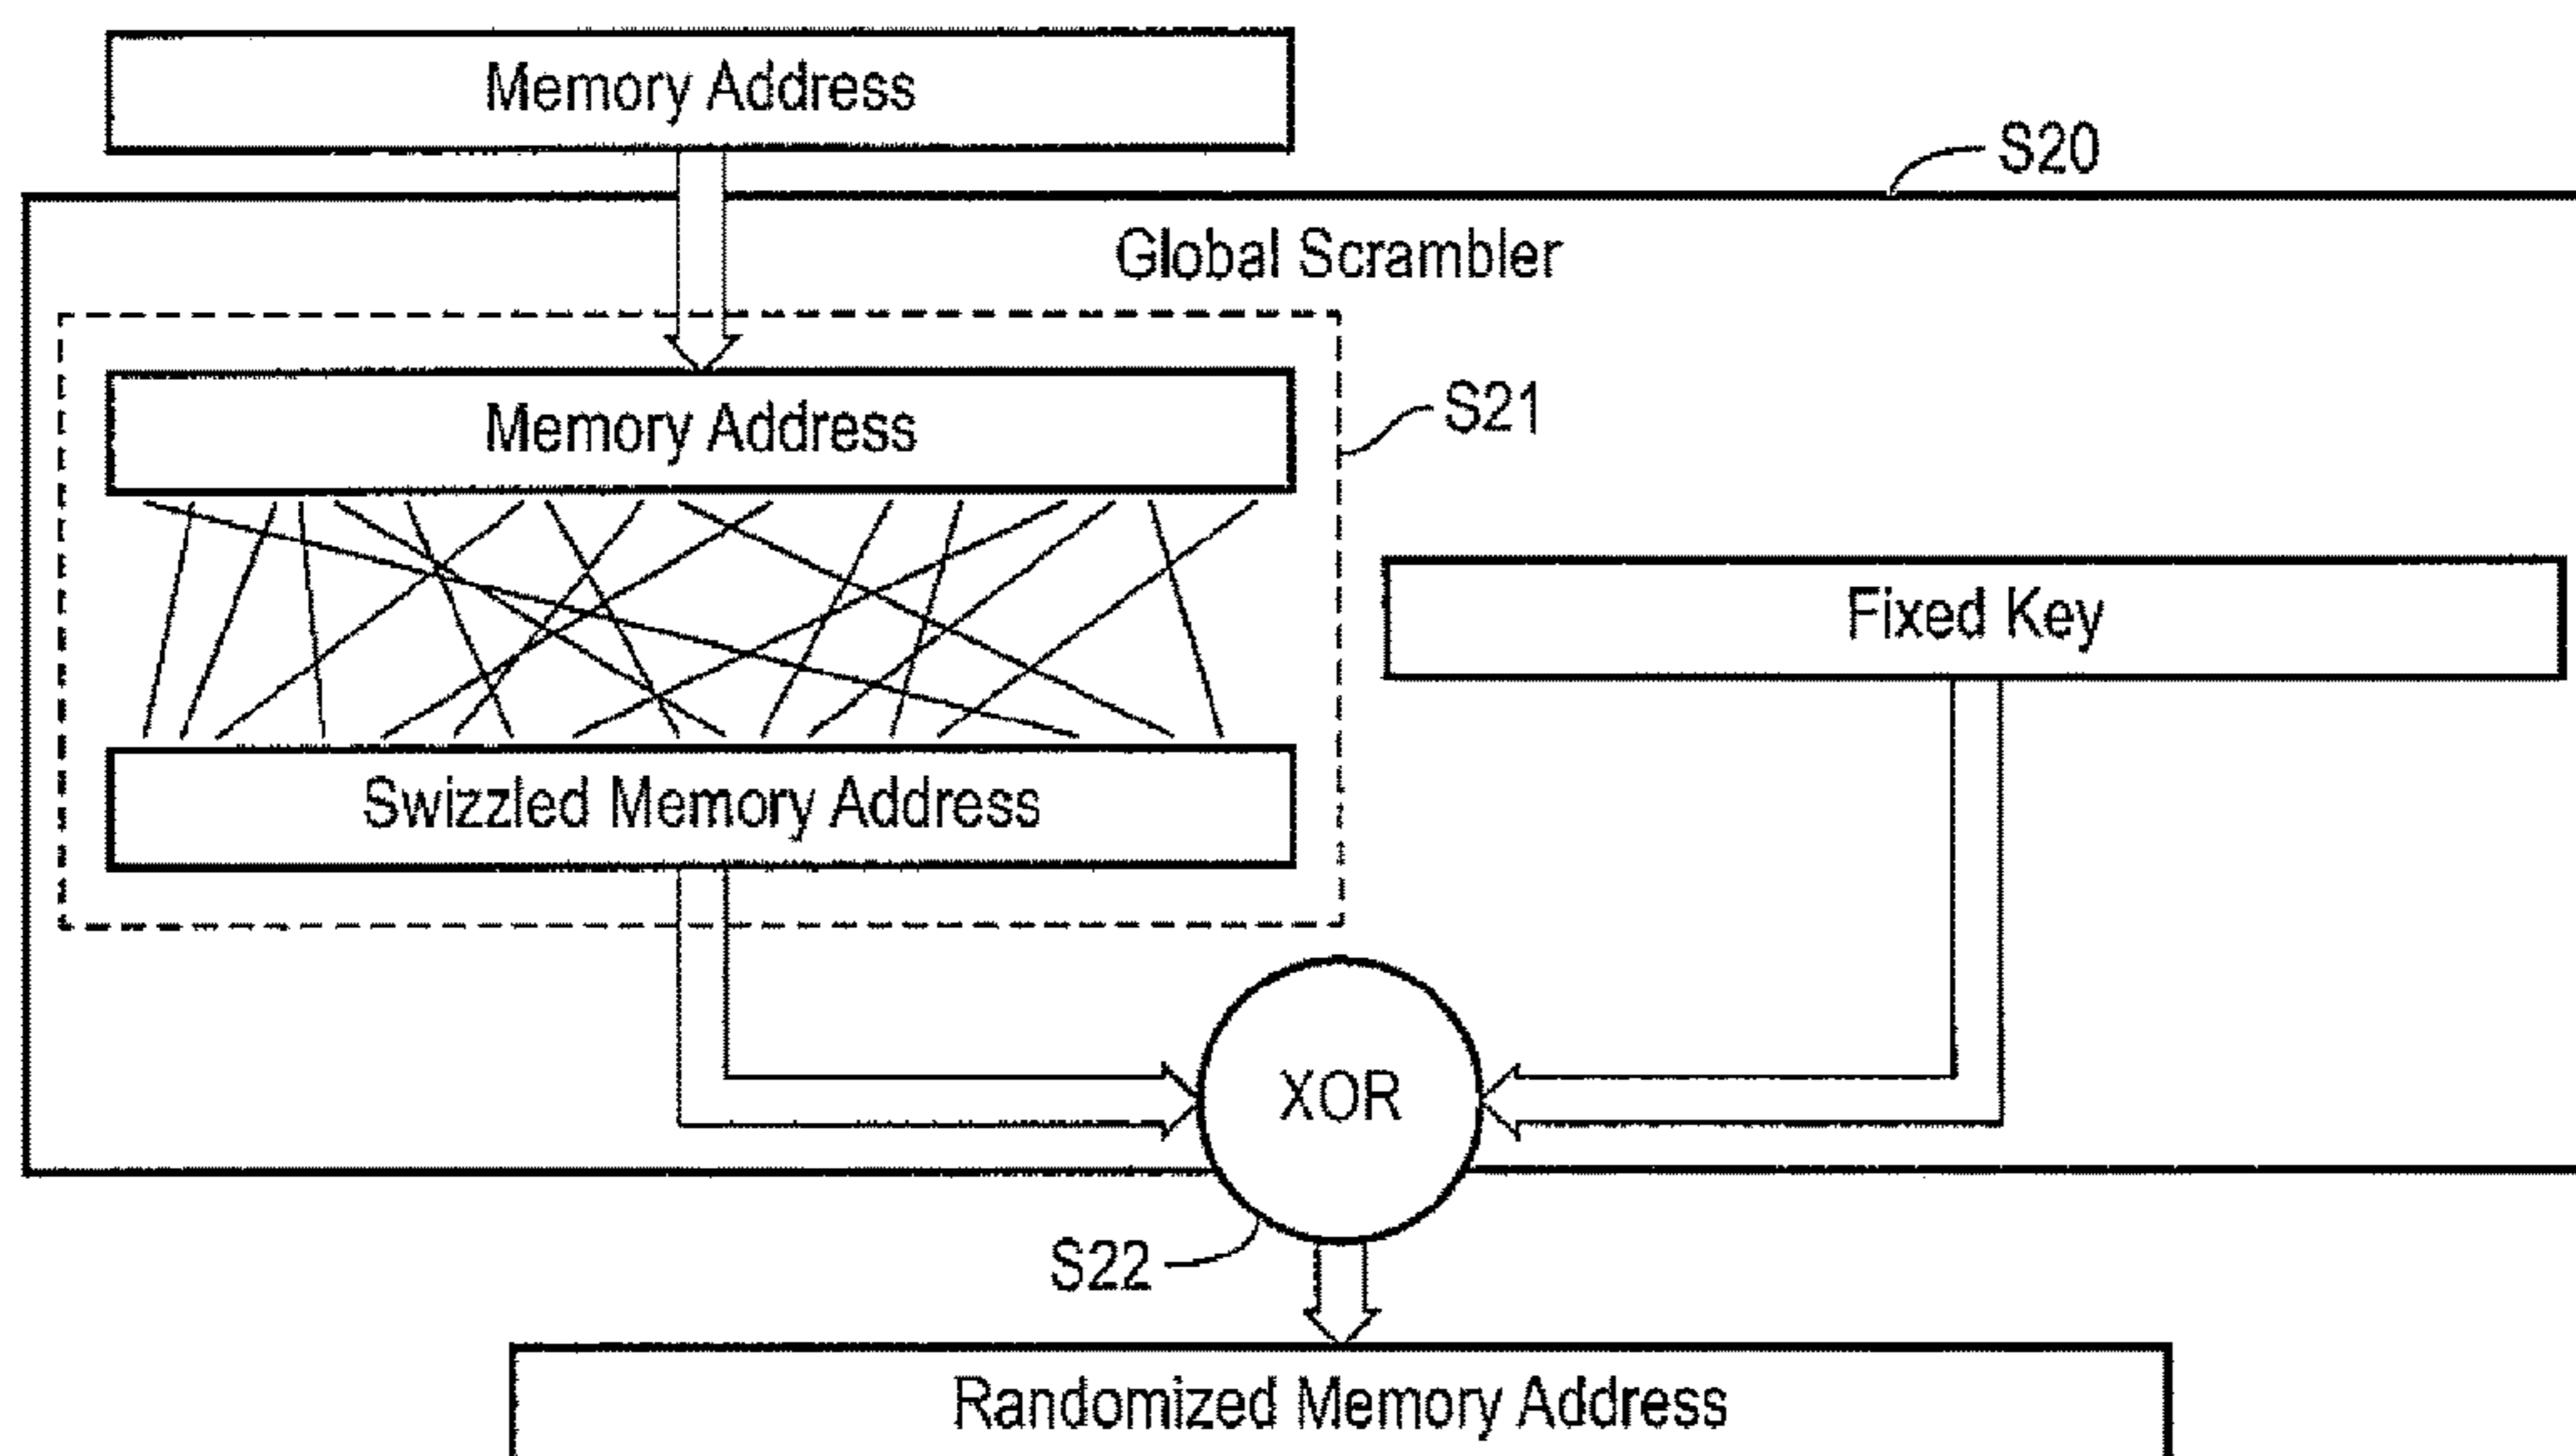 Memory Address
S20
Global Scrambler
Memory Address
S21
Fixed Key
Swizzled Memory Address
XOR
S22
Randomized Memory Address